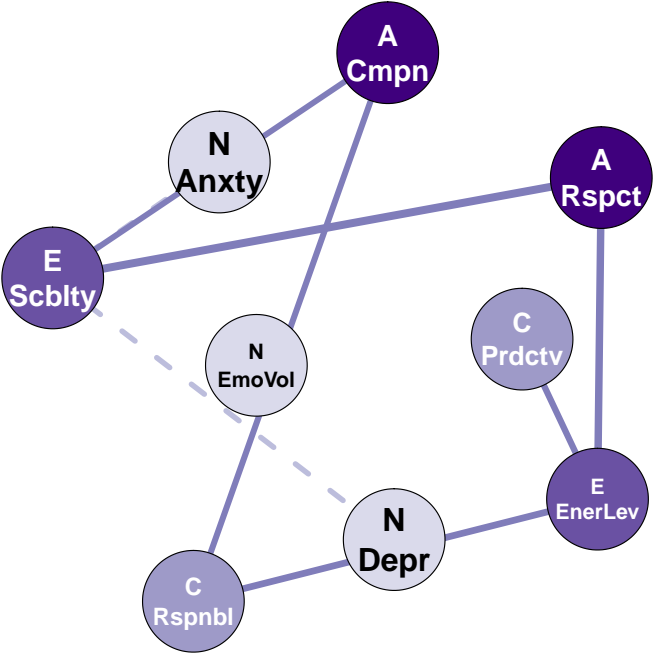 A
Cmpn
N
Anxty
A
Rspct
E
Scblty
C
Prdctv
N
EmoVol
E
EnerLev
N
Depr
C
Rspnbl